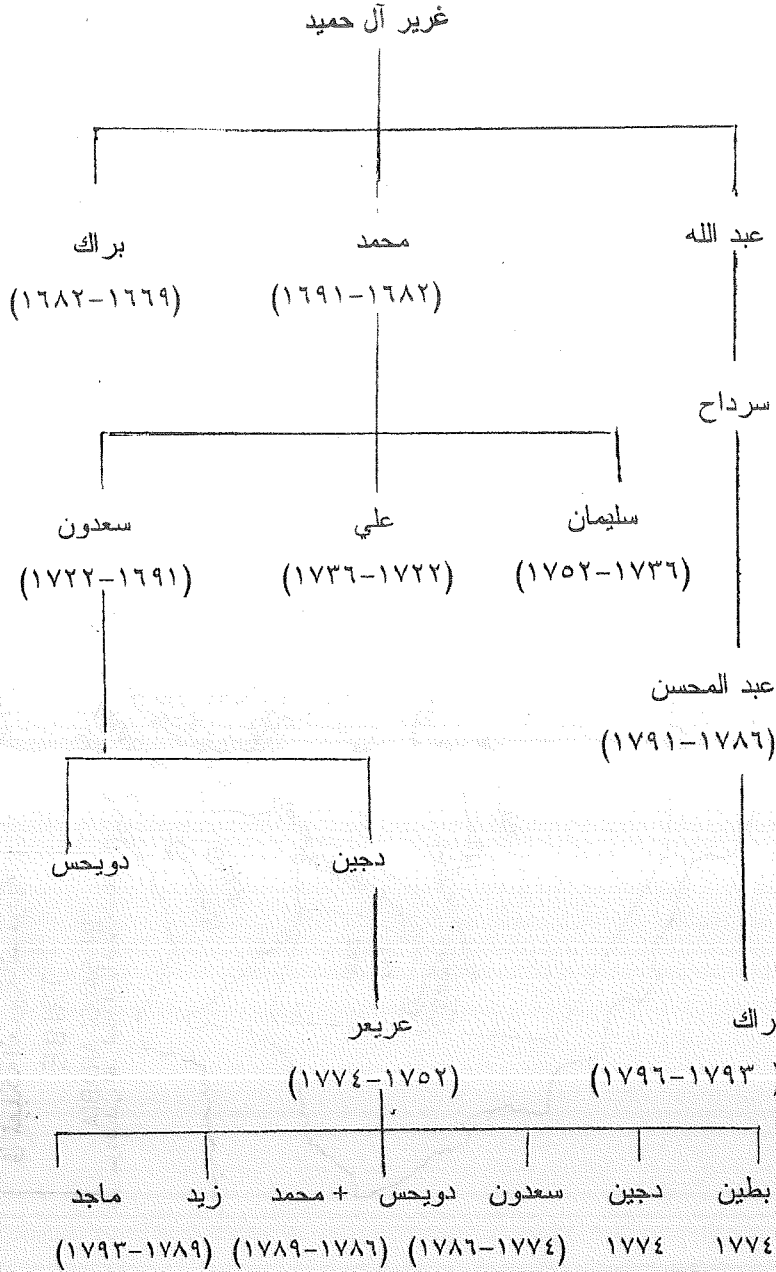 غرير آل حميد
عبد الله محمد براك
(١٦٨٢-١٦٩١) (١٦٦٩-١٦٨٢)
سرداح
سليمان علي سعدون
(١٧٣٦-١٧٥٢) (١٧٢٢-١٧٣٦) (١٦٩١-١٧٢٢)
عبد المحسن
(١٧٨٦-١٧٩١)
دجين دويحس
راك عريعر
(١٧٩٣-١٧٩٦) (١٧٥٢-١٧٧٤)
بطين دجين سعدون دويحس + محمد زيد ماجد
١٧٧٤ ١٧٧٤ (١٧٧٤-١٧٨٦) (١٧٨٦-١٧٨٩) (١٧٨٩-١٧٩٣)